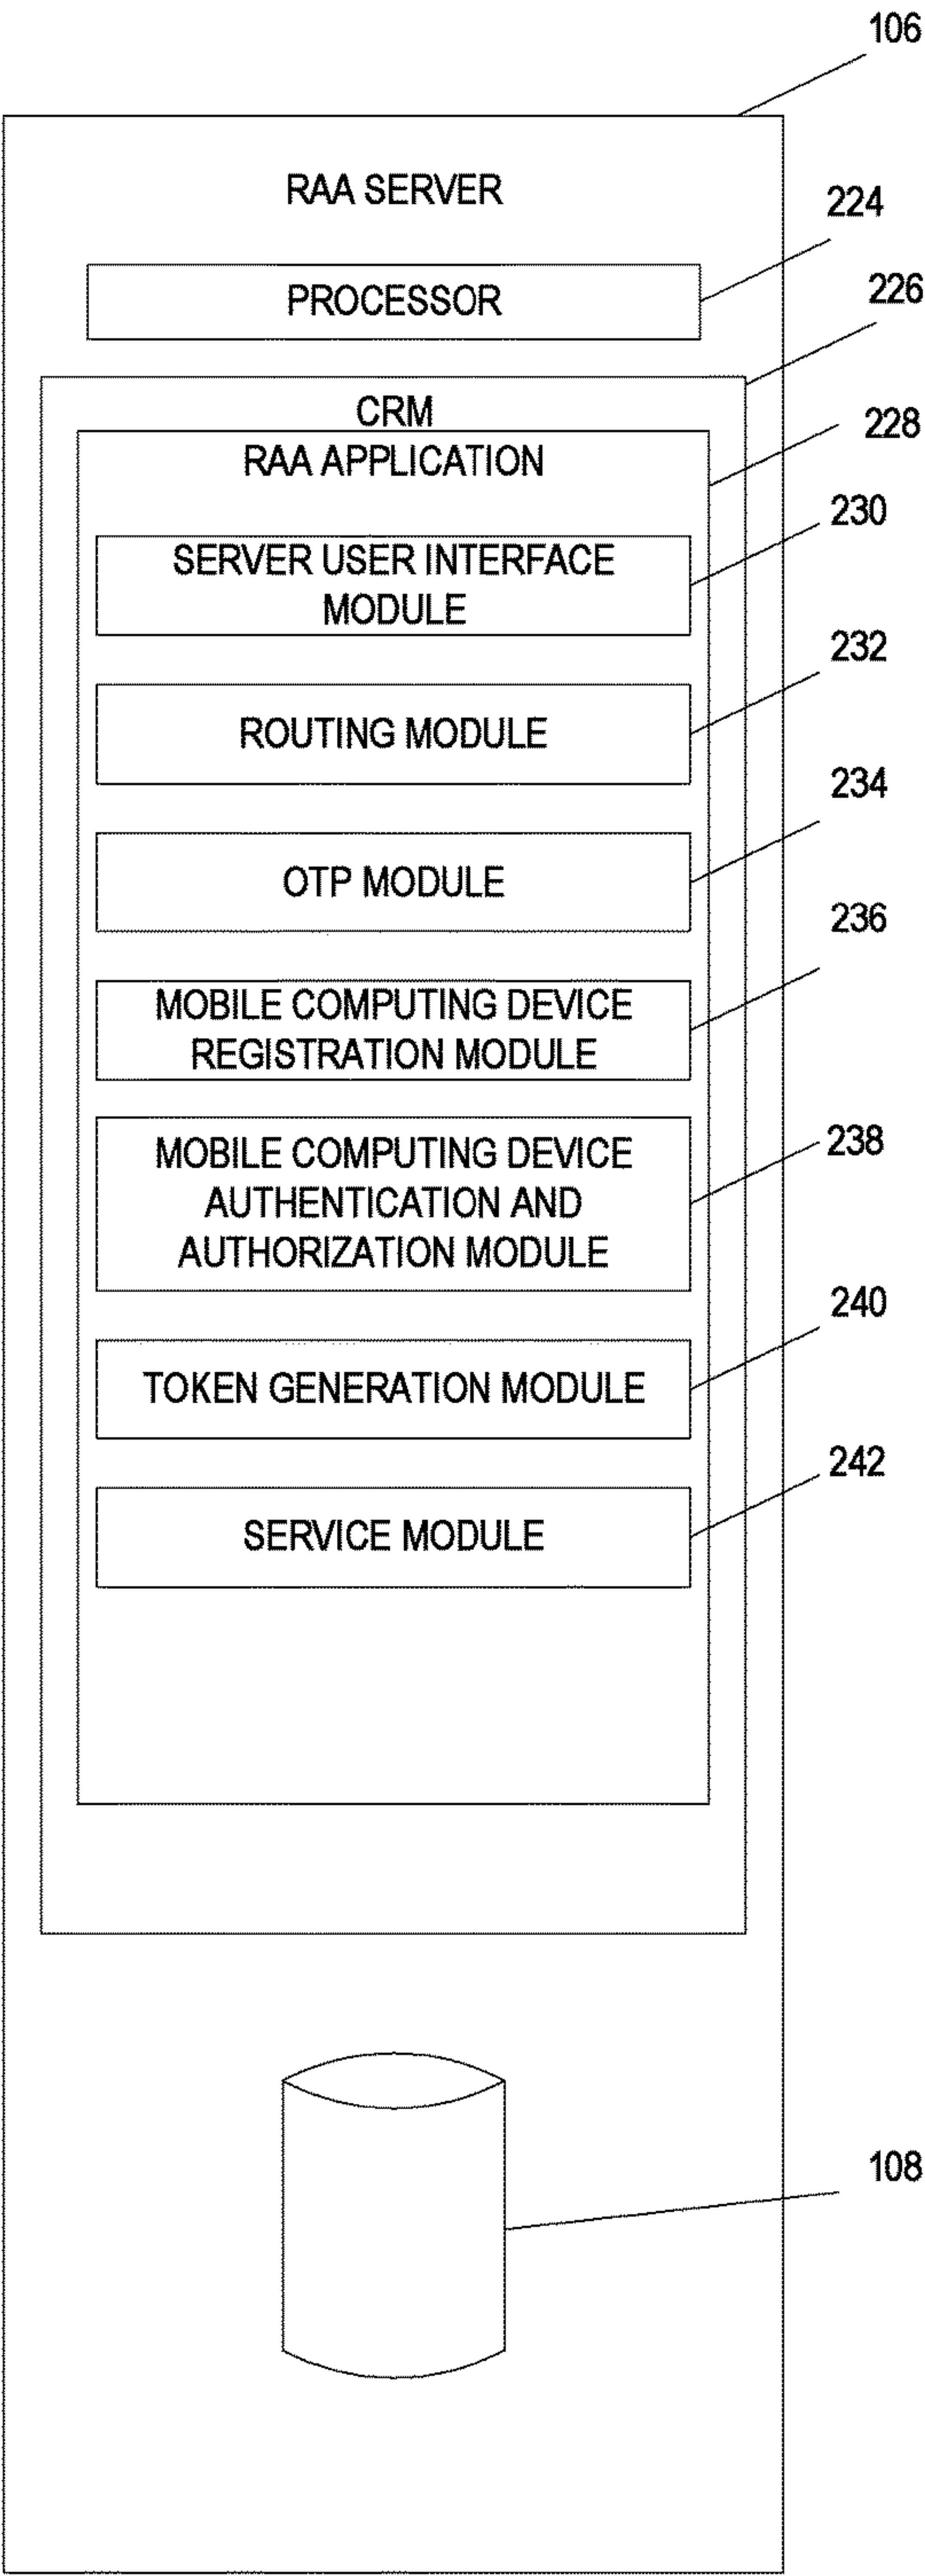 106
RAA SERVER
224
PROCESSOR
226
CRM
228
RAA APPLICATION
230
SERVER USER INTERFACE
MODULE
232
ROUTING MODULE
234
OTP MODULE
236
MOBILE COMPUTING DEVICE
REGISTRATION MODULE
238
MOBILE COMPUTING DEVICE
AUTHENTICATION AND
AUTHORIZATION MODULE
240
TOKEN GENERATION MODULE
242
SERVICE MODULE
108